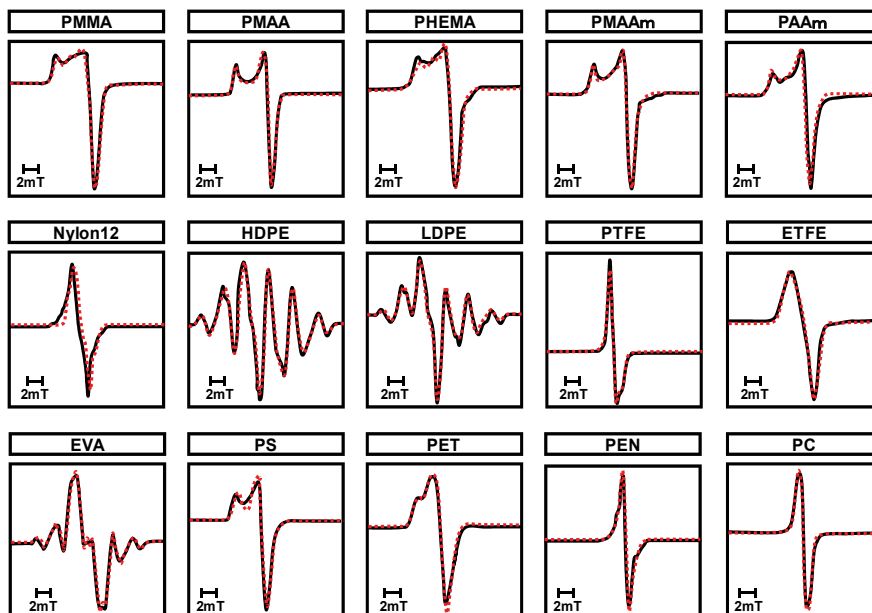 PMMA PMAA PHEMA PMAAm PAAm
2mT 2mT 2mT 2mT 2mT
Nylon12 HDPE LDPE PTFE ETFE
2mT 2mT 2mT 2mT 2mT
EVA PS PET PEN PC
2mT 2mT 2mT 2mT 2mT